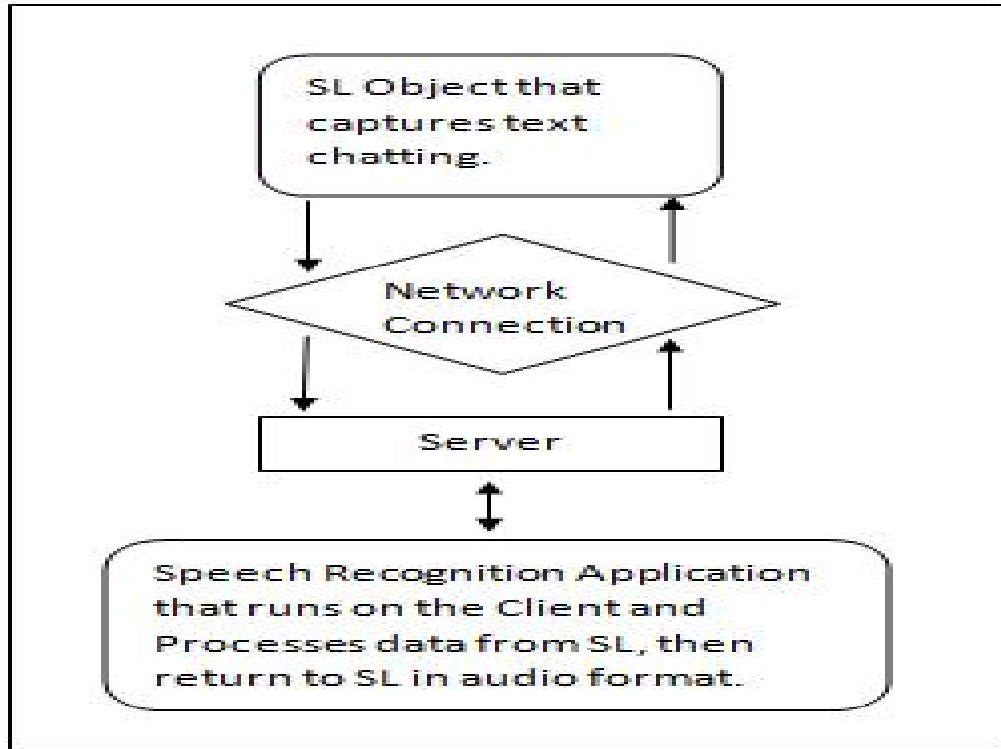 SL Object that
captures text
chatting.
Network
Connection
Server
Speech Recognition Application
that runs on the Client and
Processes data from SL, then
return to SL in audio format.